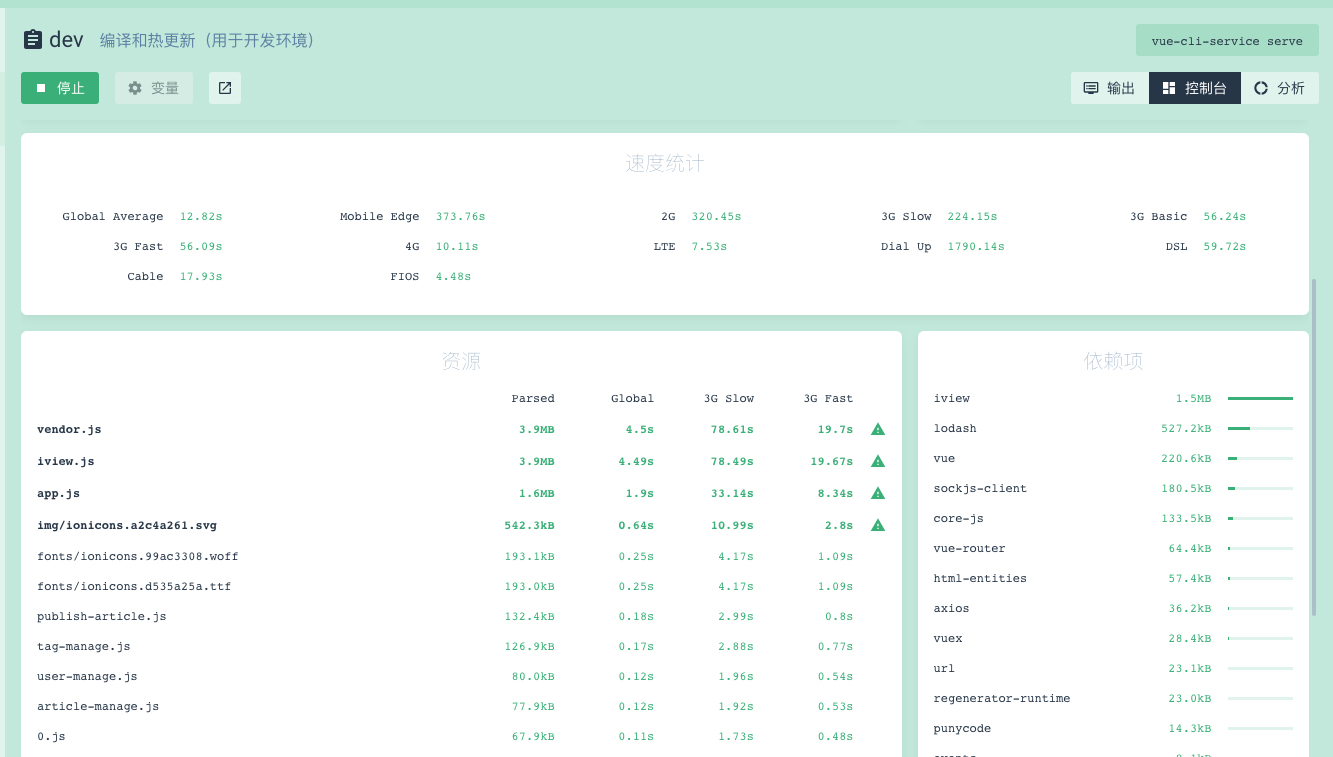 dev 编译和热更新（用于开发环境） vue-cli-service serve
停止 变量 输出 控制台 分析
速度统计
Global Average 12.82s Mobile Edge 373.76s 2G 320.45s 3G Slow 224.15s 3G Basic 56.24s
3G Fast 56.09s 4G 10.11s LTE 7.53s Dial Up 1790.14s DSL 59.72s
Cable 17.93s FIOS 4.48s
资源
Parsed Global 3G Slow 3G Fast
vendor.js 3.9MB 4.5s 78.61s 19.7s
iview.js 3.9MB 4.49s 78.49s 19.67s
app.js 1.6MB 1.9s 33.14s 8.34s
img/ionicons.a2c4a261.svg 542.3kB 0.64s 10.99s 2.8s
fonts/ionicons.99ac3308.woff 193.1kB 0.25s 4.17s 1.09s
fonts/ionicons.d535a25a.ttf 193.0kB 0.25s 4.17s 1.09s
publish-article.js 132.4kB 0.18s 2.99s 0.8s
tag-manage.js 126.9kB 0.17s 2.88s 0.77s
user-manage.js 80.0kB 0.12s 1.96s 0.54s
article-manage.js 77.9kB 0.12s 1.92s 0.53s
0.js 67.9kB 0.11s 1.73s 0.48s
依赖项
iview 1.5MB
lodash 527.2kB
vue 220.6kB
sockjs-client 180.5kB
core-js 133.5kB
vue-router 64.4kB
html-entities 57.4kB
axios 36.2kB
vuex 28.4kB
url 23.1kB
regenerator-runtime 23.0kB
punycode 14.3kB